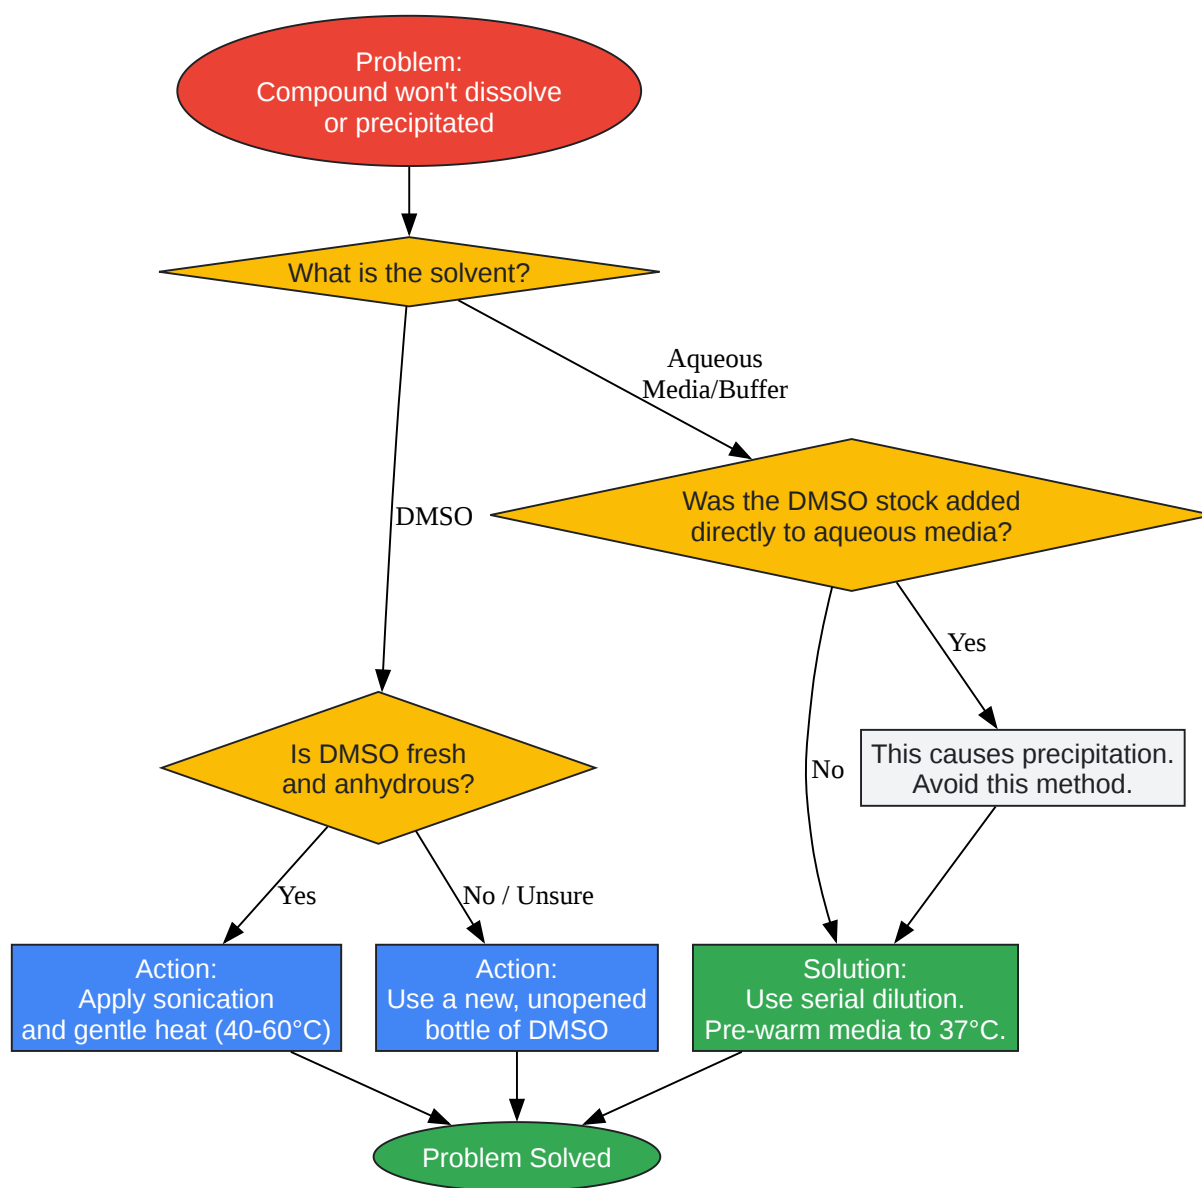 Problem:
Compound won't dissolve
or precipitated
What is the solvent?
Aqueous
Media/Buffer
DMSO
Was the DMSO stock added
directly to aqueous media?
Yes
No
Is DMSO fresh
and anhydrous?
This causes precipitation.
Avoid this method.
Yes
No / Unsure
Action:
Apply sonication
and gentle heat (40-60°C)
Action:
Use a new, unopened
bottle of DMSO
Solution:
Use serial dilution.
Pre-warm media to 37°C.
Problem Solved